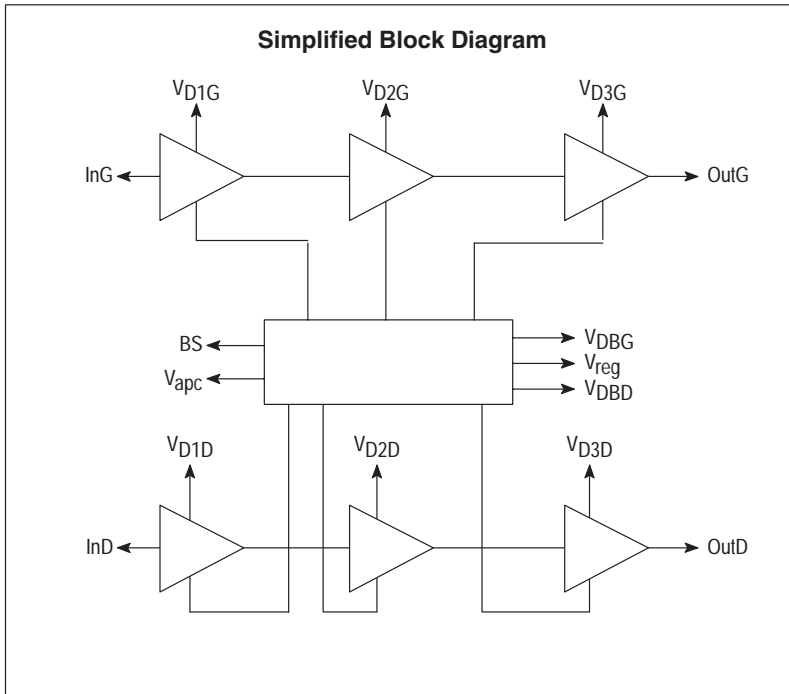 Simplified Block Diagram
VD1G
VD2G
VD3G
InG
OutG
BS
Vapc
VDBG
Vreg
VDBD
VD1D
VD2D
VD3D
InD
OutD